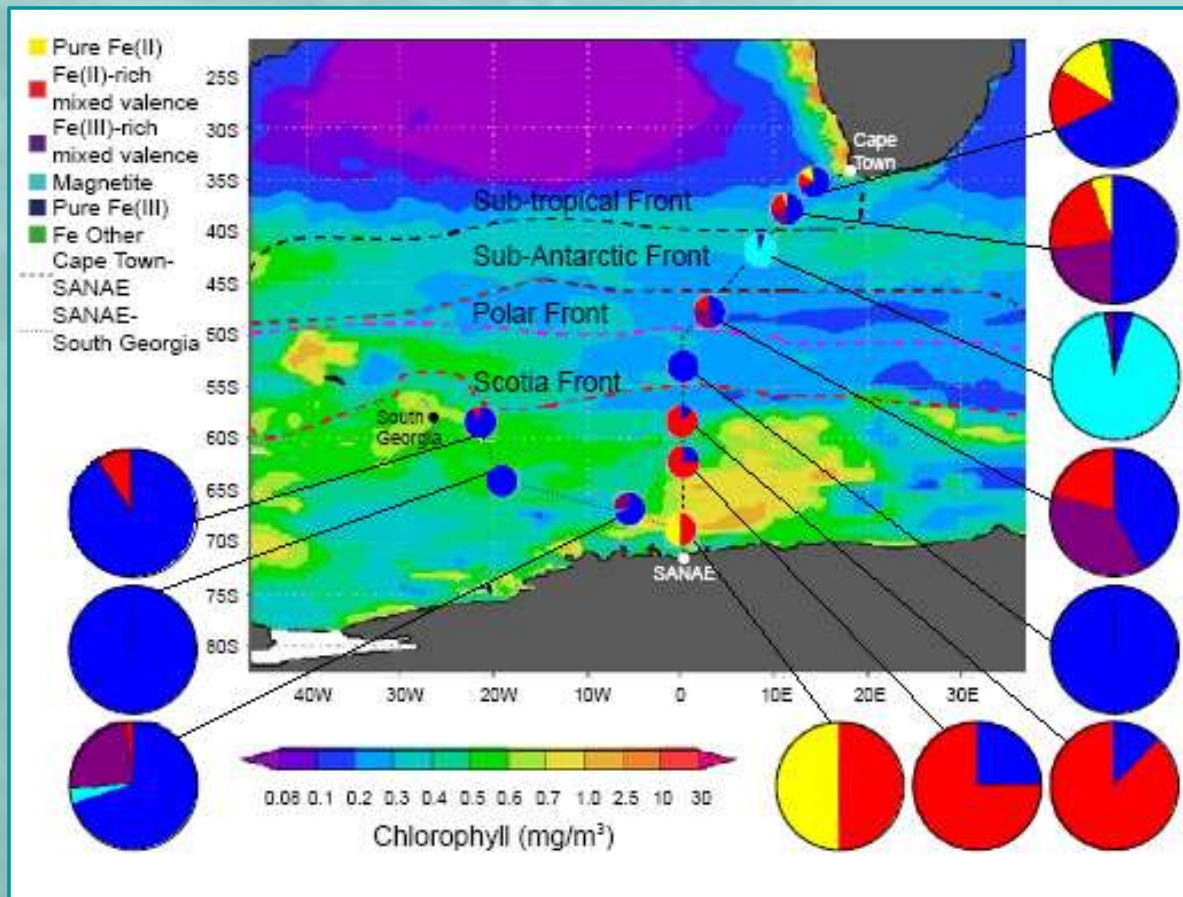 Pure Fe(II)
Fe(II)-rich
mixed valence
Fe(III)-rich
mixed valence
Magnetite
Pure Fe(III)
Fe Other
Cape Town-
SANAE
SANAE-
South Georgia
25S
30S
35S
40S
45S
50S
55S
60S
65S
70S
75S
80S
Cape
Town
Sub-tropical Front
Sub-Antarctic Front
Polar Front
Scotia Front
South
Georgia
SANAE
40W 30W 20W 10W 0 10E 20E 30E
0.08 0.1 0.2 0.3 0.4 0.5 0.6 0.7 1.0 2.5 10 30
Chlorophyll (mg/m³)